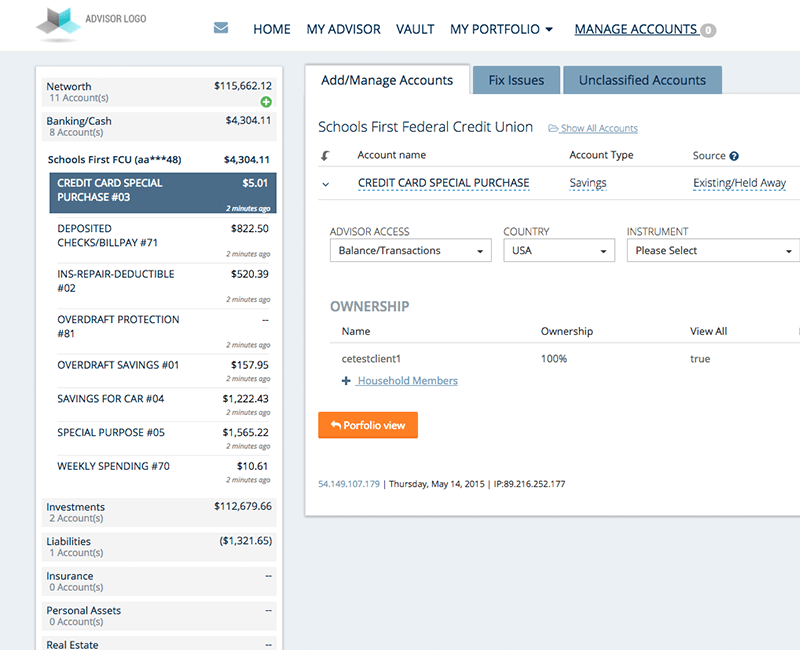 ADVISOR LOGO
HOME MY ADVISOR VAULT MY PORTFOLIO MANAGE ACCOUNTS 0
Networth $115,662.12
11 Account(s)
Banking/Cash $4,304.11
8 Account(s)
Schools First FCU (aa***48) $4,304.11
CREDIT CARD SPECIAL $5.01
PURCHASE #03
2 minutes ago
DEPOSITED $822.50
CHECKS/BILLPAY #71
2 minutes ago
INS-REPAIR-DEDUCTIBLE $520.39
#02
2 minutes ago
OVERDRAFT PROTECTION --
#81
2 minutes ago
OVERDRAFT SAVINGS #01 $157.95
2 minutes ago
SAVINGS FOR CAR #04 $1,222.43
2 minutes ago
SPECIAL PURPOSE #05 $1,565.22
2 minutes ago
WEEKLY SPENDING #70 $10.61
2 minutes ago
Investments $112,679.66
2 Account(s)
Liabilities ($1,321.65)
1 Account(s)
Insurance --
0 Account(s)
Personal Assets --
0 Account(s)
Real Estate --
Add/Manage Accounts Fix Issues Unclassified Accounts
Schools First Federal Credit Union Show All Accounts
Account name Account Type Source ?
CREDIT CARD SPECIAL PURCHASE Savings Existing/Held Away
ADVISOR ACCESS COUNTRY INSTRUMENT
Balance/Transactions USA Please Select
OWNERSHIP
Name Ownership View All
cetestclient1 100% true
Household Members
Porfolio view
54.149.107.179 | Thursday, May 14, 2015 | IP:89.216.252.177